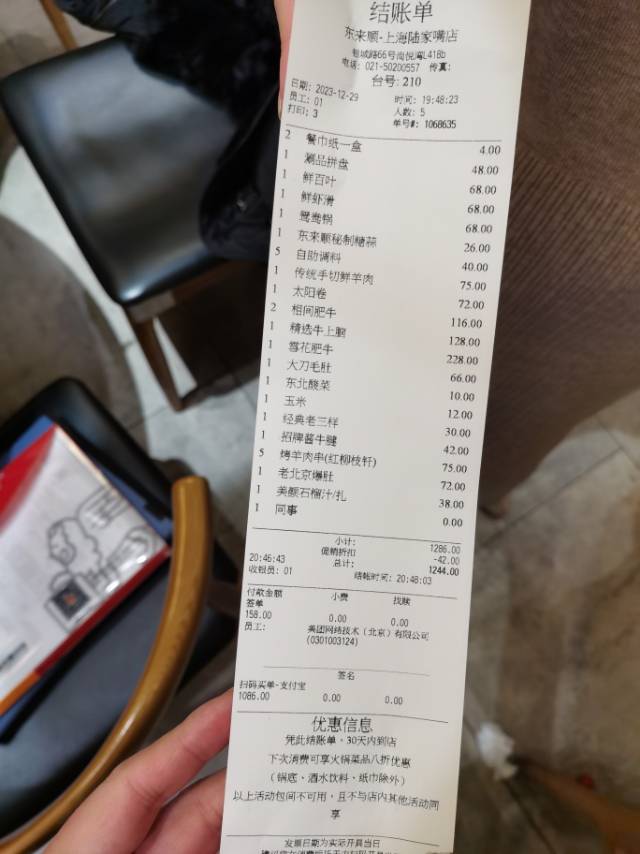 结账单
东来顺-上海陆家嘴店
电话: 021-50200557 传真:
台号: 210
日期: 2023-12-29 时间: 19:48:23
员工: 01 人数: 5
打印: 3 单号#: 1068635
2 餐巾纸一盒 4.00
1 涮品拼盘 48.00
1 鲜百叶 68.00
1 鲜虾滑 68.00
1 鸳鸯锅 68.00
1 东来顺秘制糖蒜 26.00
5 自助调料 40.00
1 传统手切鲜羊肉 75.00
1 太阳卷 72.00
2 相间肥牛 116.00
1 精选牛上脑 128.00
1 雪花肥牛 228.00
1 大刀毛肚 66.00
1 东北酸菜 10.00
1 玉米 12.00
1 经典老三样 30.00
1 招牌酱牛腱 42.00
5 烤羊肉串(红柳枝钎) 75.00
1 老北京爆肚 72.00
1 美颜石榴汁/扎 38.00
1 同事 0.00
小计: 1286.00
促销折扣 -42.00
总计: 1244.00
20:46:43
收银员: 01 结帐时间: 20:48:03
付款金额 小费 找赎
签单
158.00 0.00 0.00
员工: 美团网络技术（北京）有限公司
(0301003124)
签名
扫码买单-支付宝
1086.00 0.00 0.00
优惠信息
凭此结账单，30天内到店
下次消费可享火锅菜品八折优惠
（锅底、酒水饮料、纸巾除外）
以上活动包间不可用，且不与店内其他活动同
享
发票日期为实际开具当日